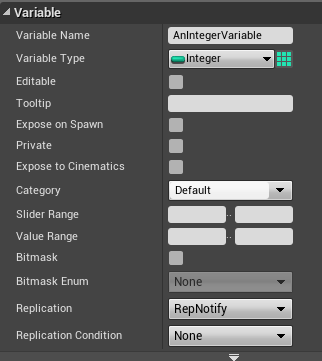 Variable
Variable Name AnIntegerVariable
Variable Type Integer
Editable
Tooltip
Expose on Spawn
Private
Expose to Cinematics
Category Default
Slider Range ..
Value Range ..
Bitmask
Bitmask Enum None
Replication RepNotify
Replication Condition None